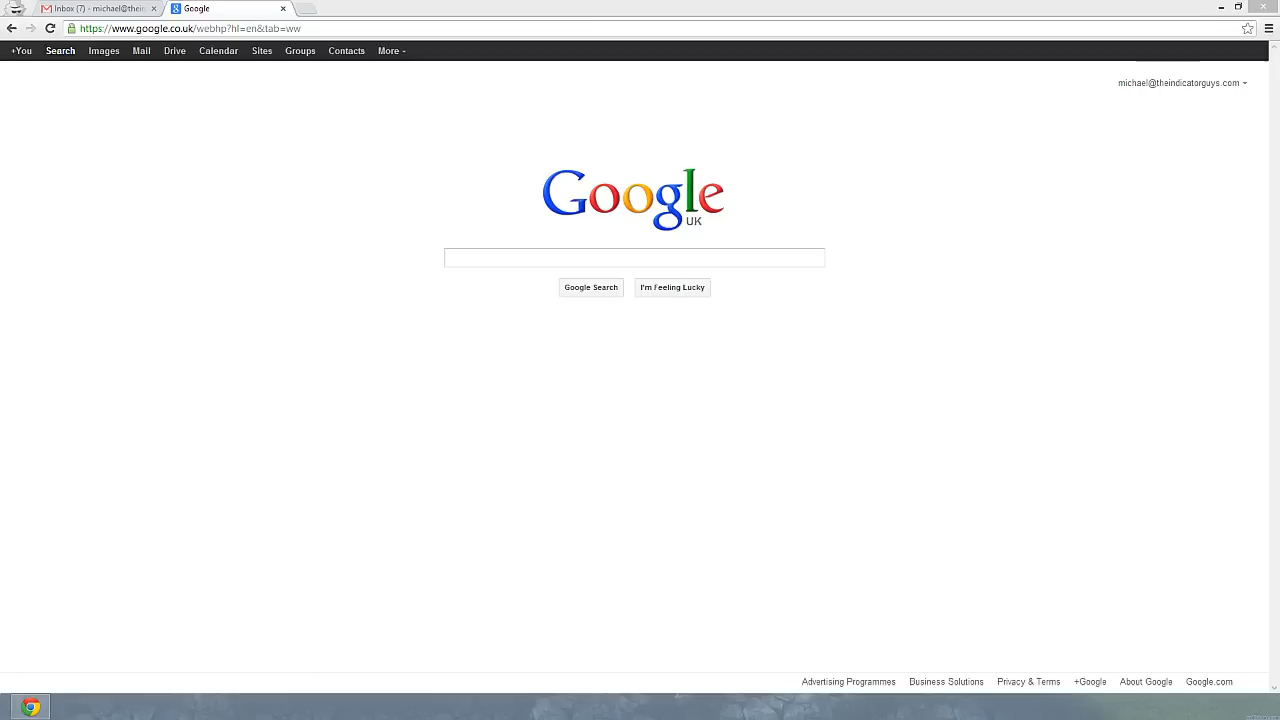 Inbox (7) - michael@thein
Google
https://www.google.co.uk/webhp?hl=en&tab=ww
+You Search Images Mail Drive Calendar Sites Groups Contacts More
michael@theindicatorguys.com
Google
UK
Google Search I'm Feeling Lucky
Advertising Programmes Business Solutions Privacy & Terms +Google About Google Google.com